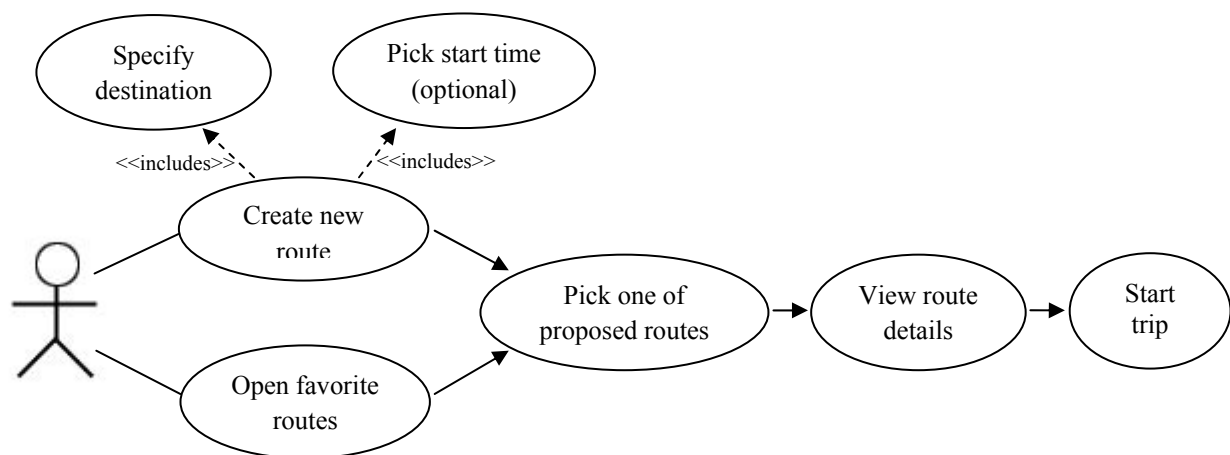 Specify
destination
Pick start time
(optional)
<<includes>>
<<includes>>
Create new
route
Pick one of
proposed routes
View route
details
Start
trip
Open favorite
routes